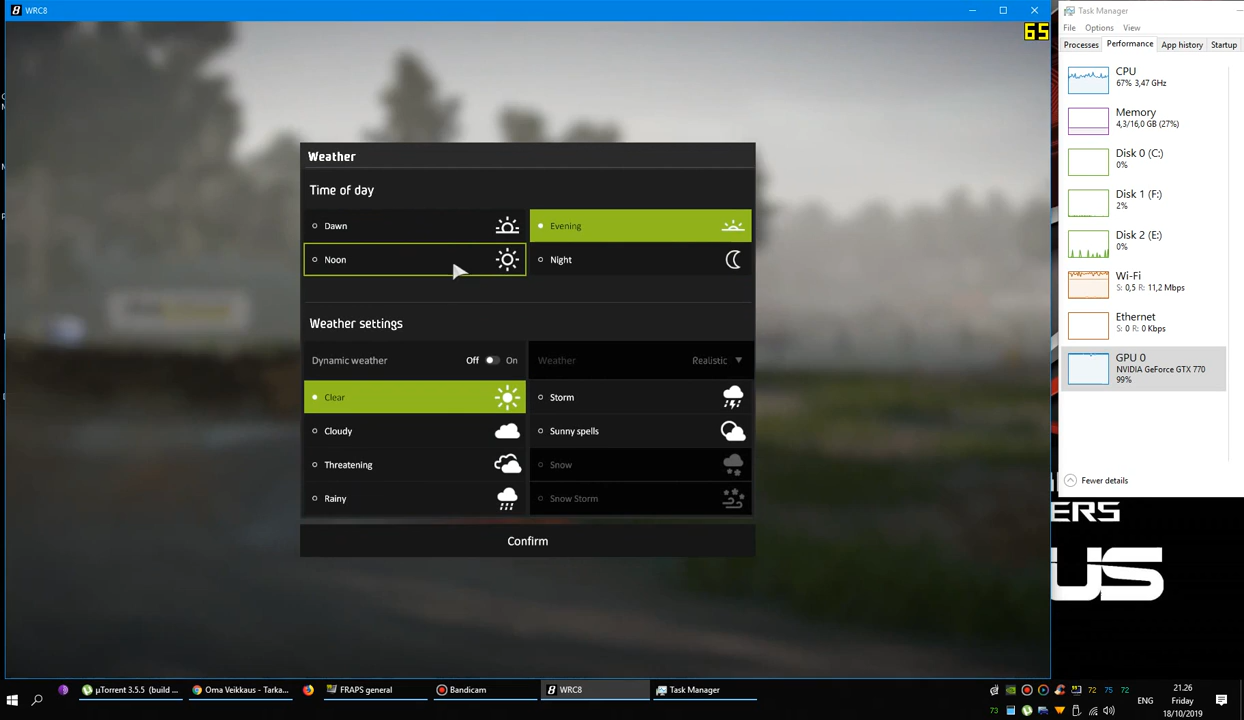 WRC8
65
Weather
Time of day
Dawn
Evening
Noon
Night
Weather settings
Dynamic weather Off On
Weather Realistic
Clear
Storm
Cloudy
Sunny spells
Threatening
Snow
Rainy
Snow Storm
Confirm
Task Manager
File Options View
Processes Performance App history Startup
CPU
67% 3,47 GHz
Memory
4,3/16,0 GB (27%)
Disk 0 (C:)
0%
Disk 1 (F:)
2%
Disk 2 (E:)
0%
Wi-Fi
S: 0,5 R: 11,2 Mbps
Ethernet
S: 0 R: 0 Kbps
GPU 0
NVIDIA GeForce GTX 770
99%
Fewer details
ERS
US
µTorrent 3.5.5 (build ...
Oma Veikkaus - Tarka...
FRAPS general
Bandicam
WRC8
Task Manager
72 75 72
73
ENG
21.26
Friday
18/10/2019